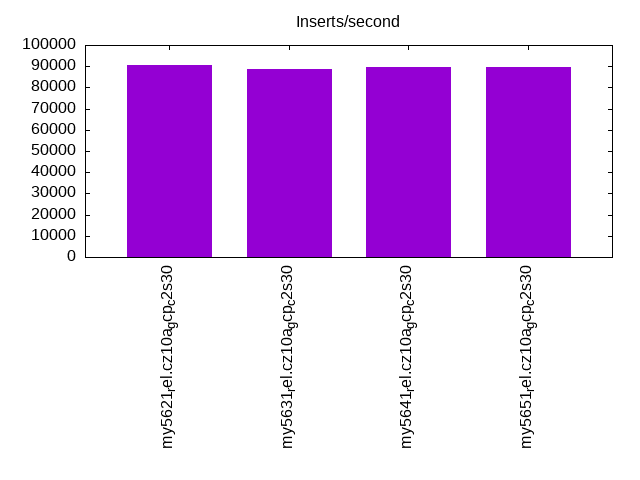 Inserts/second
100000
90000
80000
70000
60000
50000
40000
30000
20000
10000
0
my5621rel.cz10agcpc2s30
my5631rel.cz10agcpc2s30
my5641rel.cz10agcpc2s30
my5651rel.cz10agcpc2s30